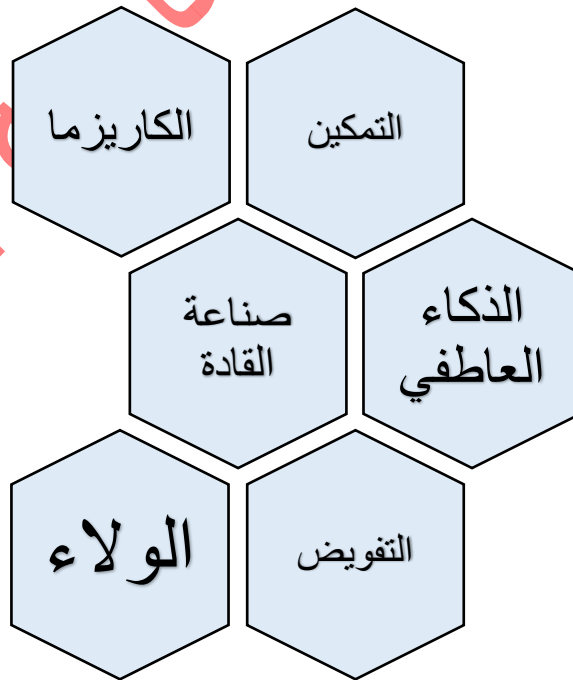 التمكين
الكاريزما
الذكاء
العاطفي
صناعة
القادة
التفويض
الولاء